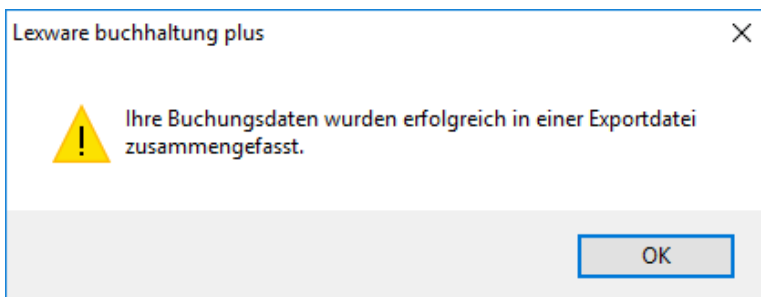 Lexware buchhaltung plus
Ihre Buchungsdaten wurden erfolgreich in einer Exportdatei
zusammengefasst.
OK